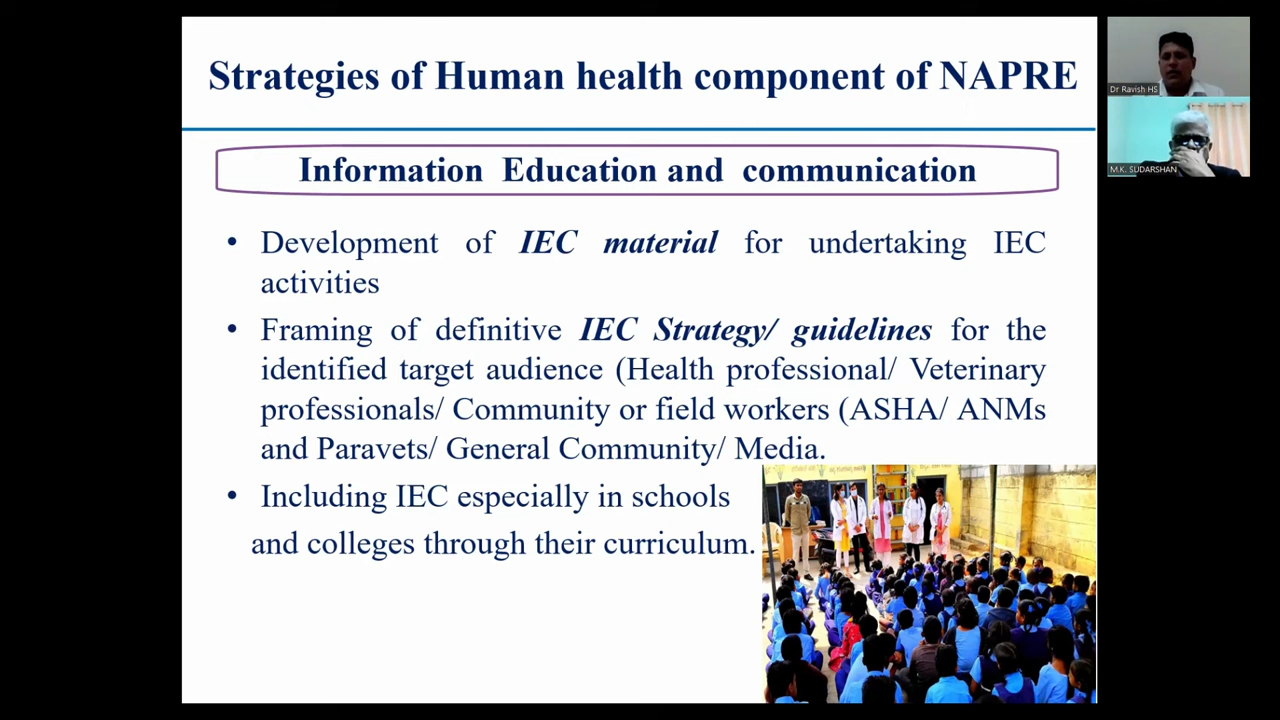 Strategies of Human health component of NAPRE
Information Education and communication
• Development of IEC material for undertaking IEC
activities
• Framing of definitive IEC Strategy/ guidelines for the
identified target audience (Health professional/ Veterinary
professionals/ Community or field workers (ASHA/ ANMs
and Paravets/ General Community/ Media.
• Including IEC especially in schools
and colleges through their curriculum.
Dr Ravish HS
M.K. SUDARSHAN